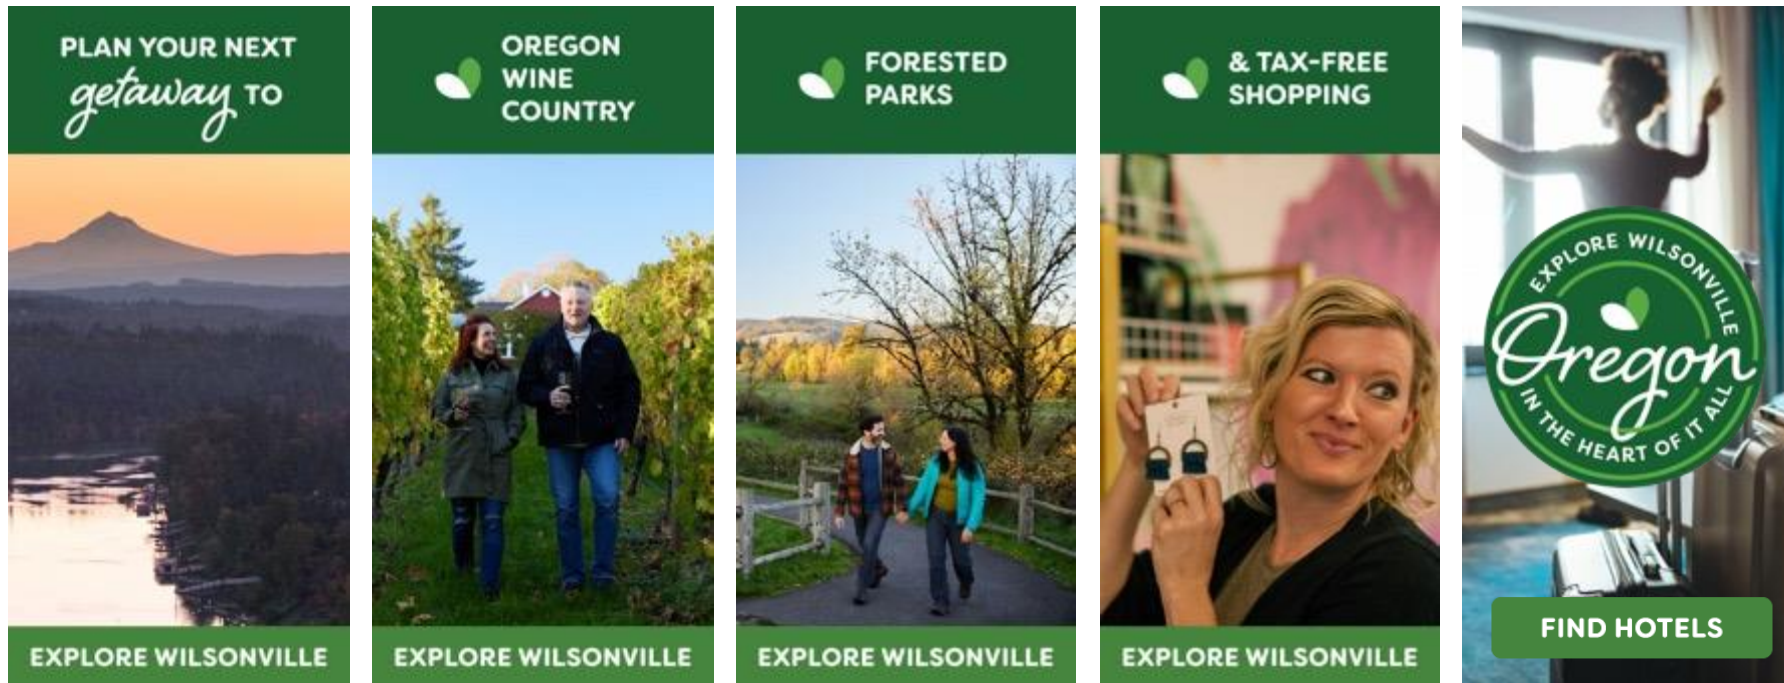 PLAN YOUR NEXT
getaway TO
EXPLORE WILSONVILLE
OREGON
WINE
COUNTRY
EXPLORE WILSONVILLE
FORESTED
PARKS
EXPLORE WILSONVILLE
& TAX-FREE
SHOPPING
EXPLORE WILSONVILLE
EXPLORE WILSONVILLE
Oregon
IN THE HEART OF IT ALL
FIND HOTELS